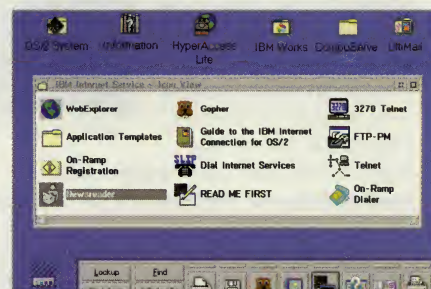 OS/2 System
Information
HyperAccess Lite
IBM Works
CompuServe
UltiMail
IBM Internet Service - Icon View
WebExplorer
Gopher
3270 Telnet
Application Templates
Guide to the IBM Internet Connection for OS/2
FTP-PM
On-Ramp Registration
Dial Internet Services
Telnet
Newsreader
READ ME FIRST
On-Ramp Dialer
Lockup
Find